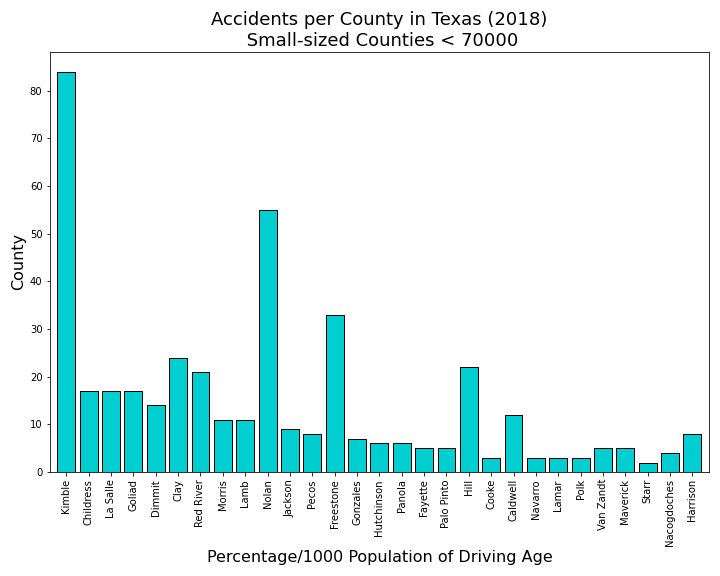 Accidents per County in Texas (2018)
Small-sized Counties < 70000
County
80
70
60
50
40
30
20
10
0
Kimble
Childress
La Salle
Goliad
Dimmit
Clay
Red River
Morris
Lamb
Nolan
Jackson
Pecos
Freestone
Gonzales
Hutchinson
Panola
Fayette
Palo Pinto
Hill
Cooke
Caldwell
Navarro
Lamar
Polk
Van Zandt
Maverick
Starr
Nacogdoches
Harrison
Percentage/1000 Population of Driving Age